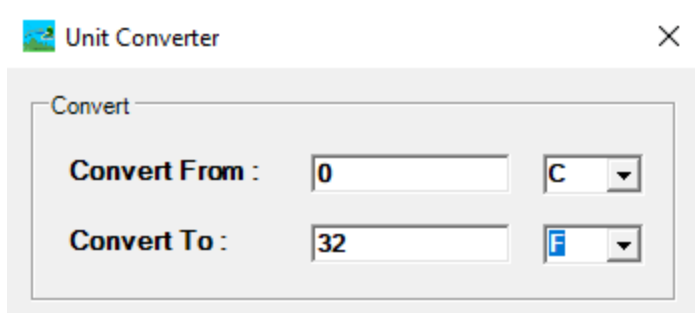 Unit Converter
Convert
Convert From : 0 C
Convert To : 32 F